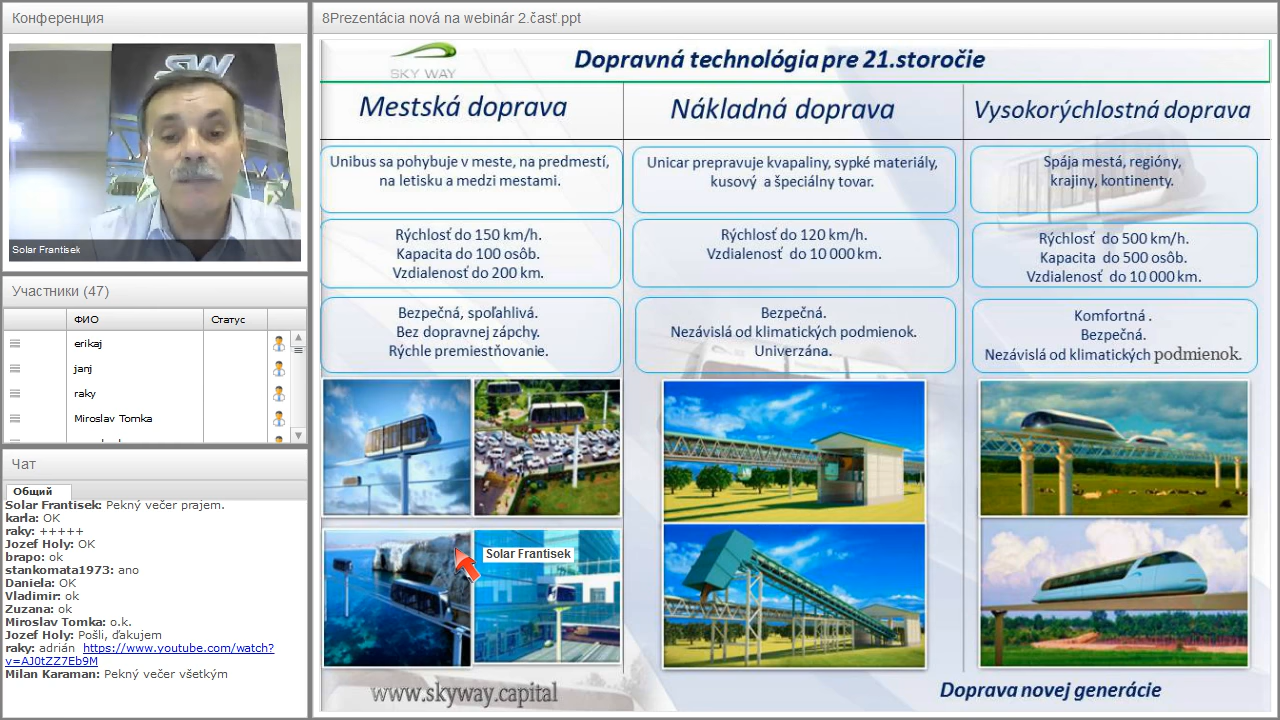 Конференция
SW
Solar Frantisek
Участники (47)
ФИО
Статус
erikaj
janj
raky
Miroslav Tomka
Чат
Общий
Solar Frantisek: Pekný večer prajem.
karla: OK
raky: +++++
Jozef Holy: OK
brapo: ok
stankomata1973: ano
Daniela: OK
Vladimir: ok
Zuzana: ok
Miroslav Tomka: o.k.
Jozef Holy: Pošli, ďakujem
raky: adrián https://www.youtube.com/watch?
v=AJ0tZZ7Eb9M
Milan Karaman: Pekný večer všetkým
8Prezentácia nová na webinár 2.časť.ppt
SKY WAY
Dopravná technológia pre 21.storočie
Mestská doprava
Unibus sa pohybuje v meste, na predmestí,
na letisku a medzi mestami.
Rýchlosť do 150 km/h.
Kapacita do 100 osôb.
Vzdialenosť do 200 km.
Bezpečná, spoľahlivá.
Bez dopravnej zápchy.
Rýchle premiestňovanie.
Solar Frantisek
Nákladná doprava
Unicar prepravuje kvapaliny, sypké materiály,
kusový a špeciálny tovar.
Rýchlosť do 120 km/h.
Vzdialenosť do 10 000 km.
Bezpečná.
Nezávislá od klimatických podmienok.
Univerzána.
Vysokorýchlostná doprava
Spája mestá, regióny,
krajiny, kontinenty.
Rýchlosť do 500 km/h.
Kapacita do 500 osôb.
Vzdialenosť do 10 000 km.
Komfortná .
Bezpečná.
Nezávislá od klimatických podmienok.
www.skyway.capital
Doprava novej generácie